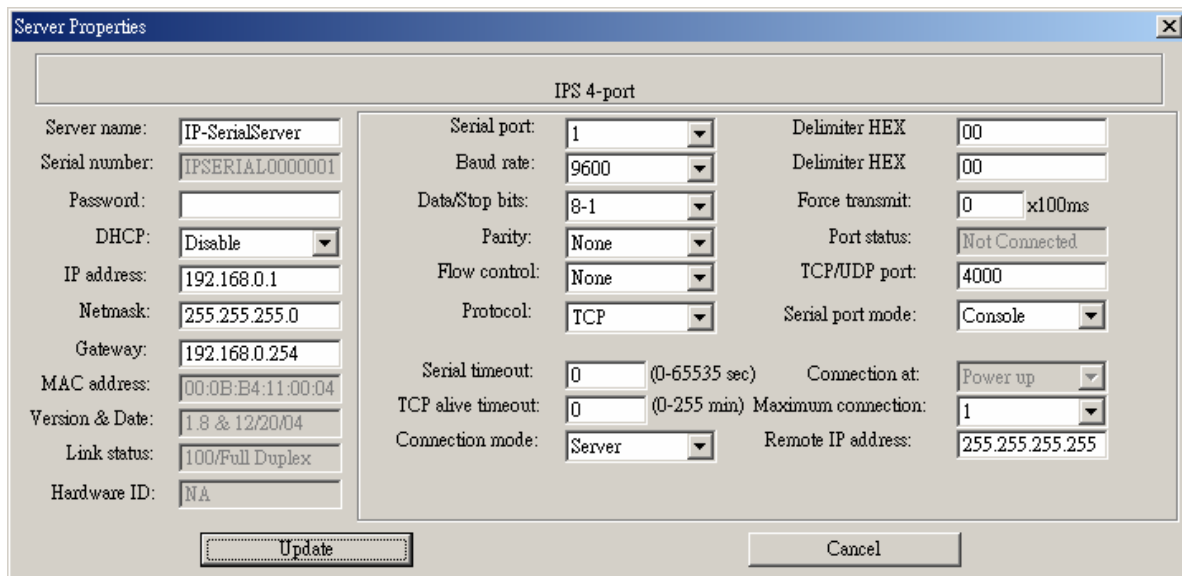 Server Properties
IPS 4-port
Server name: IP-SerialServer
Serial number: IPSERIAL0000001
Password:
DHCP: Disable
IP address: 192.168.0.1
Netmask: 255.255.255.0
Gateway: 192.168.0.254
MAC address: 00:0B:B4:11:00:04
Version & Date: 1.8 & 12/20/04
Link status: 100/Full Duplex
Hardware ID: NA
Serial port: 1
Baud rate: 9600
Data/Stop bits: 8-1
Parity: None
Flow control: None
Protocol: TCP
Serial timeout: 0 (0-65535 sec)
TCP alive timeout: 0 (0-255 min)
Connection mode: Server
Delimiter HEX 00
Delimiter HEX 00
Force transmit: 0 x100ms
Port status: Not Connected
TCP/UDP port: 4000
Serial port mode: Console
Connection at: Power up
Maximum connection: 1
Remote IP address: 255.255.255.255
Update
Cancel